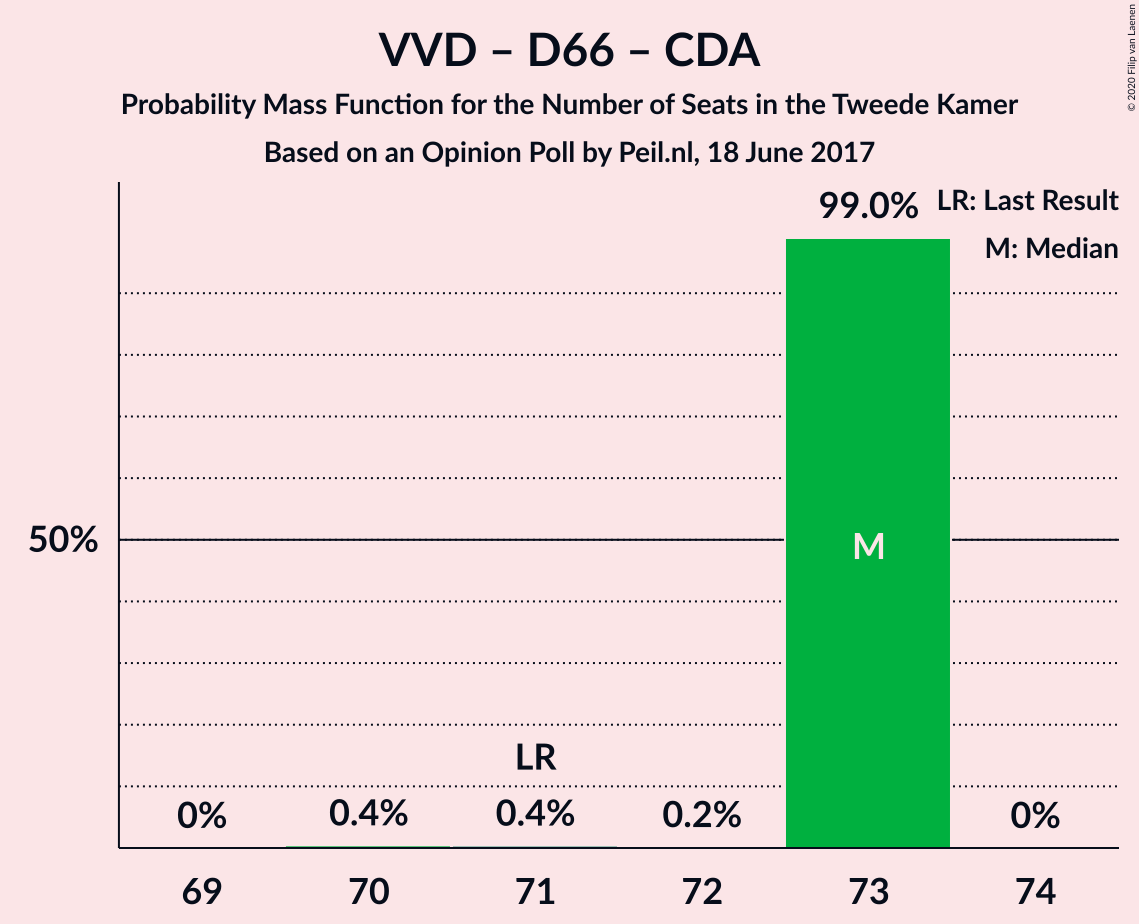 VVD – D66 – CDA
Probability Mass Function for the Number of Seats in the Tweede Kamer
Based on an Opinion Poll by Peil.nl, 18 June 2017
© 2020 Filip van Laenen
LR: Last Result
M: Median
99.0%
50%
M
LR
0%
0.4%
0.4%
0.2%
0%
69
70
71
72
73
74